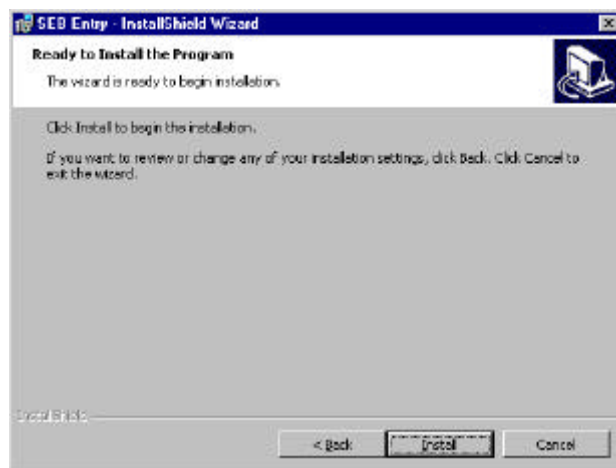 SEB Entry - InstallShield Wizard
Ready to Install the Program
The wizard is ready to begin installation.
Click Install to begin the installation.
If you want to review or change any of your installation settings, click Back. Click Cancel to
exit the wizard.
InstallShield
< Back Install Cancel